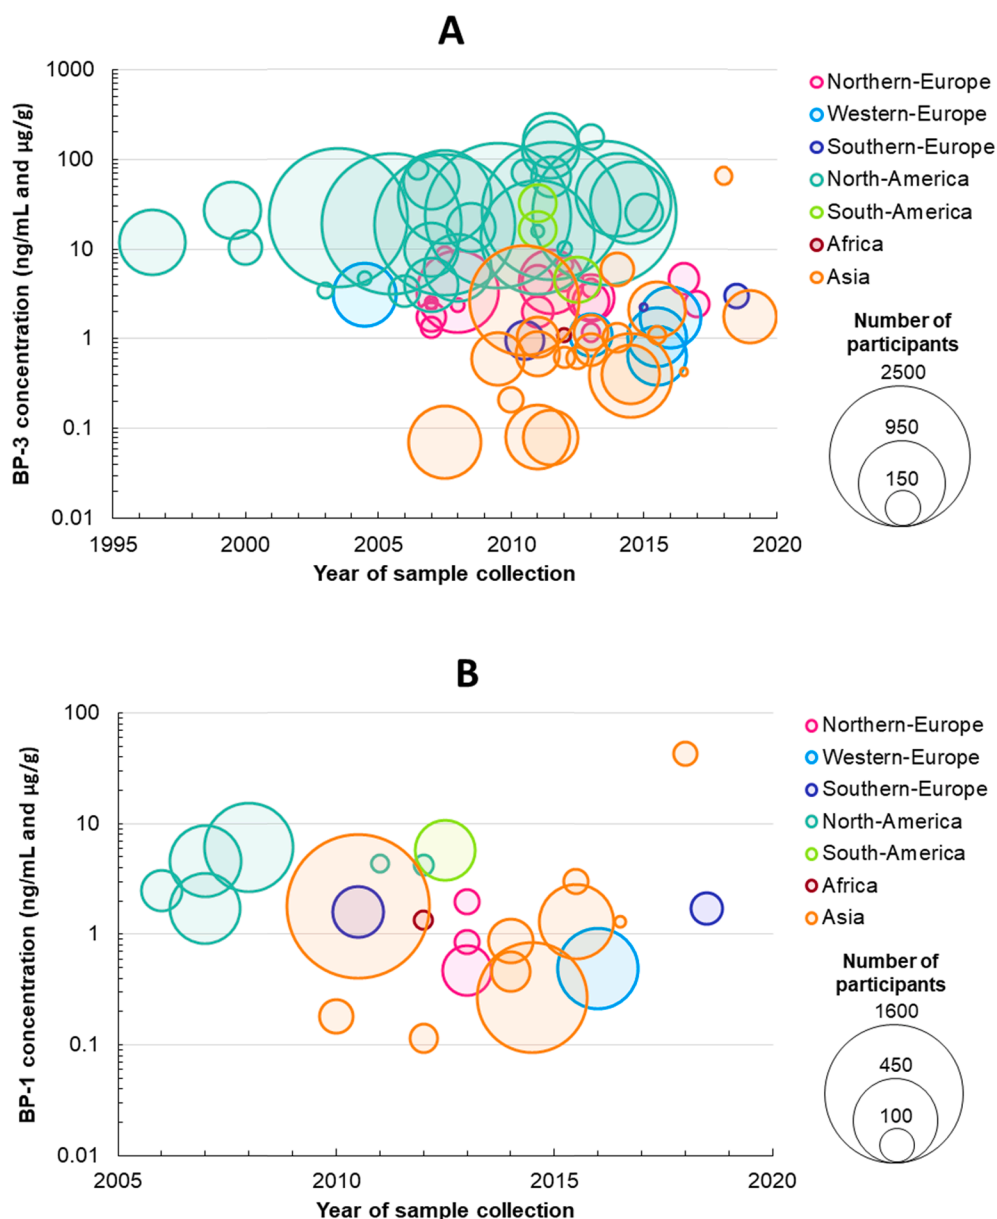 A
BP-3 concentration (ng/mL and µg/g)
1000
100
10
1
0.1
0.01
1995 2000 2005 2010 2015 2020
Year of sample collection
Northern-Europe
Western-Europe
Southern-Europe
North-America
South-America
Africa
Asia
Number of
participants
2500
950
150
B
BP-1 concentration (ng/mL and µg/g)
100
10
1
0.1
0.01
2005 2010 2015 2020
Year of sample collection
Northern-Europe
Western-Europe
Southern-Europe
North-America
South-America
Africa
Asia
Number of
participants
1600
450
100